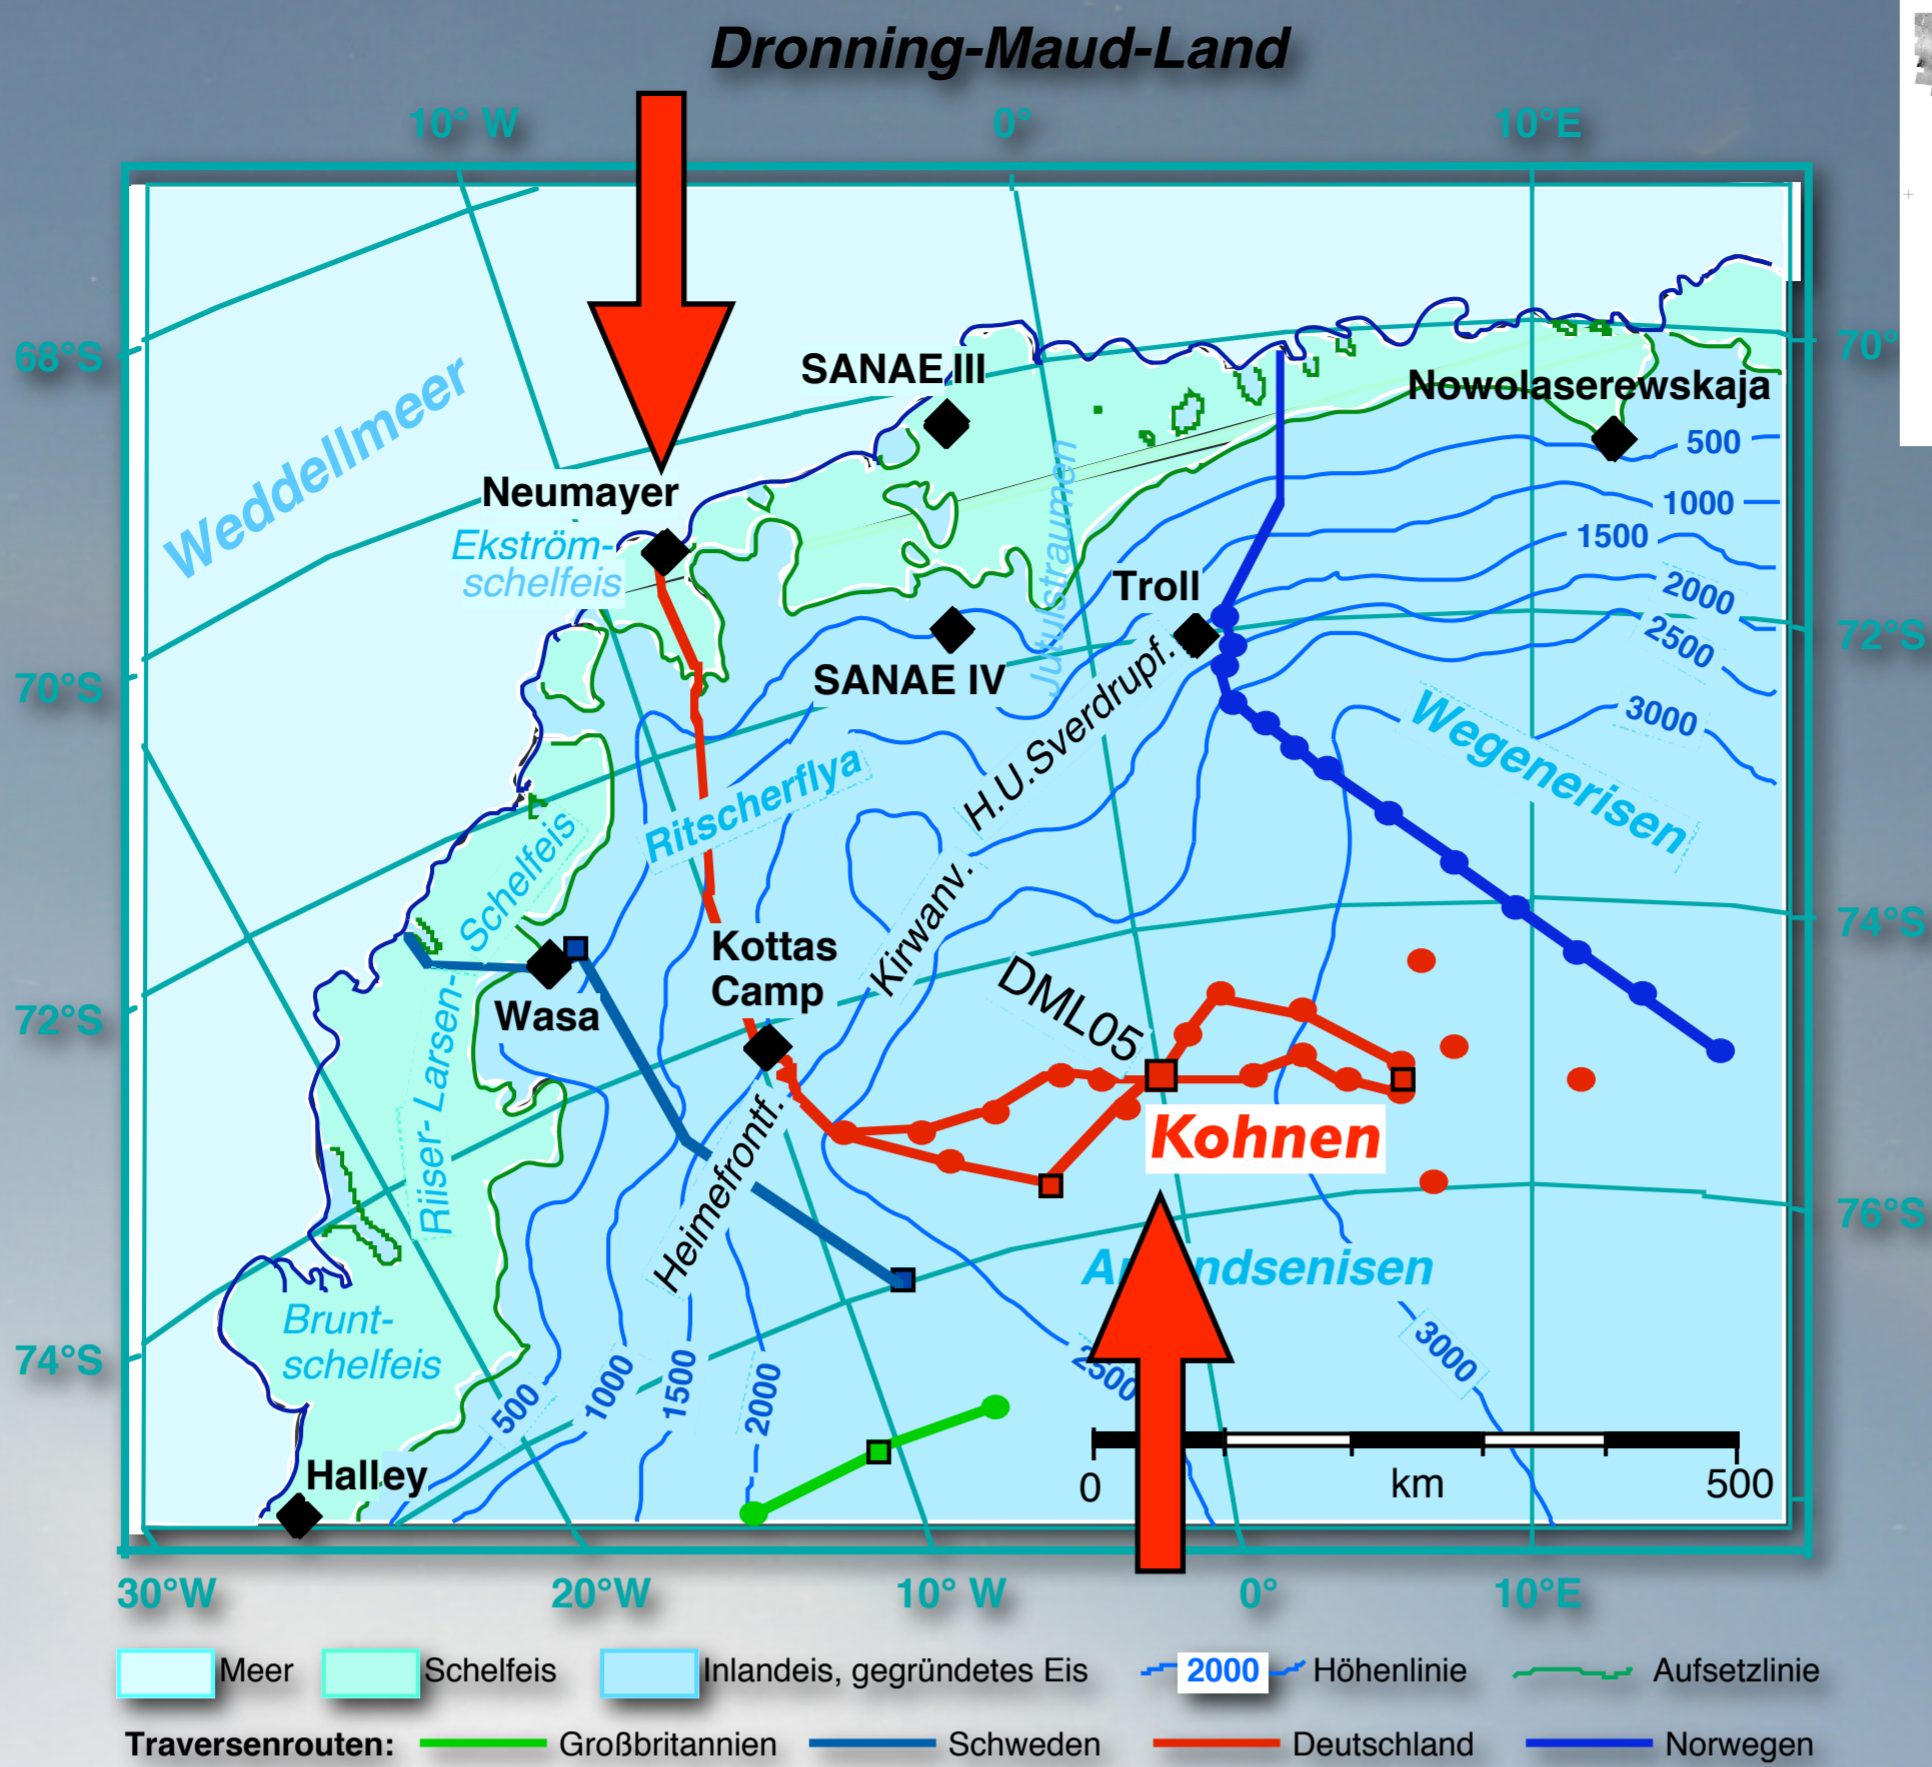 Dronning-Maud-Land
10° W
0°
10°E
68°S
70°
SANAE III
Nowolaserewskaja
Weddellmeer
500
Neumayer
1000
1500
Ekström-
schelfeis
Jutulstraumen
Troll
2000
72°S
2500
70°S
SANAE IV
H.U.Sverdrupf.
3000
Wegenerisen
Ritscherflya
Schelfeis
Kirwanv.
74°S
Kottas
Camp
DML05
72°S
Wasa
Riiser- Larsen-
Kohnen
Heimefrontf.
76°S
A ndsenisen
Brunt-
schelfeis
74°S
500
1000
1500
2000
2500
3000
Halley
0
km
500
30°W
20°W
10° W
0°
10°E
Meer
Schelfeis
Inlandeis, gegründetes Eis
2000
Höhenlinie
Aufsetzlinie
Traversenrouten:
Großbritannien
Schweden
Deutschland
Norwegen